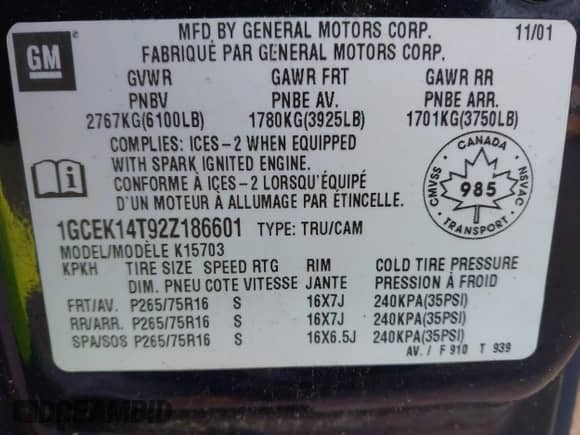 MFD BY GENERAL MOTORS CORP. 11/01
FABRIQUÉ PAR GENERAL MOTORS CORP.
GM
GVWR GAWR FRT GAWR RR
PNBV PNBE AV. PNBE ARR.
2767KG(6100LB) 1780KG(3925LB) 1701KG(3750LB)
COMPLIES: ICES-2 WHEN EQUIPPED
WITH SPARK IGNITED ENGINE.
CONFORME À ICES-2 LORSQU'ÉQUIPÉ
D'UN MOTEUR À ALLUMAGE PAR ÉTINCELLE.
CANADA
CMVSS 985 NSVAC
TRANSPORT
1GCEK14T92Z186601 TYPE: TRU/CAM
MODEL/MODÈLE K15703
KPKH TIRE SIZE SPEED RTG RIM COLD TIRE PRESSURE
DIM. PNEU COTE VITESSE JANTE PRESSION À FROID
FRT/AV. P265/75R16 S 16X7J 240KPA(35PSI)
RR/ARR. P265/75R16 S 16X7J 240KPA(35PSI)
SPA/SOS P265/75R16 S 16X6.5J 240KPA(35PSI)
AV. / F 910 T 939
DCEAMBID